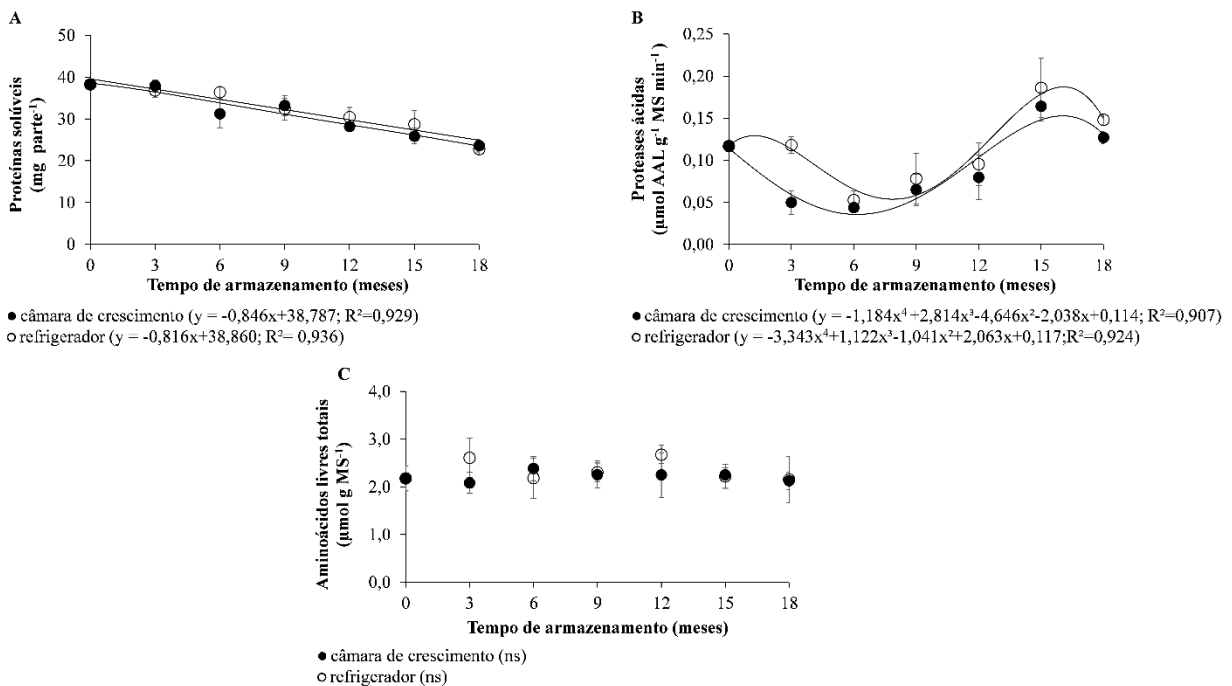 A
Proteínas solúveis
(mg parte⁻¹)
50
40
30
20
10
0
0 3 6 9 12 15 18
Tempo de armazenamento (meses)
● câmara de crescimento (y = -0,846x+38,787; R²=0,929)
○ refrigerador (y = -0,816x+38,860; R²= 0,936)
B
Proteases ácidas
(µmol AAL g⁻¹ MS min⁻¹)
0,25
0,20
0,15
0,10
0,05
0,00
0 3 6 9 12 15 18
Tempo de armazenamento (meses)
● câmara de crescimento (y = -1,184x⁴ +2,814x³-4,646x²-2,038x+0,114; R²=0,907)
○ refrigerador (y = -3,343x⁴+1,122x³-1,041x²+2,063x+0,117;R²=0,924)
C
Aminoácidos livres totais
(µmol g MS⁻¹)
4,0
3,0
2,0
1,0
0,0
0 3 6 9 12 15 18
Tempo de armazenamento (meses)
● câmara de crescimento (ns)
○ refrigerador (ns)